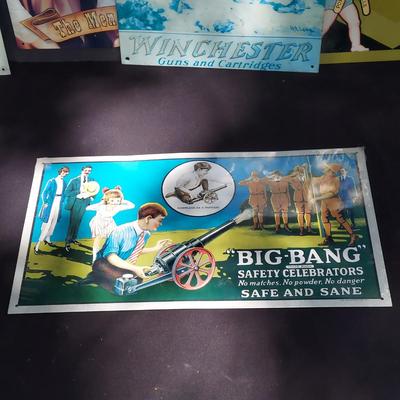 The Men
WINCHESTER
Guns and Cartridges
"BIG-BANG"
SAFETY CELEBRATORS
No matches, No powder, No danger
SAFE AND SANE